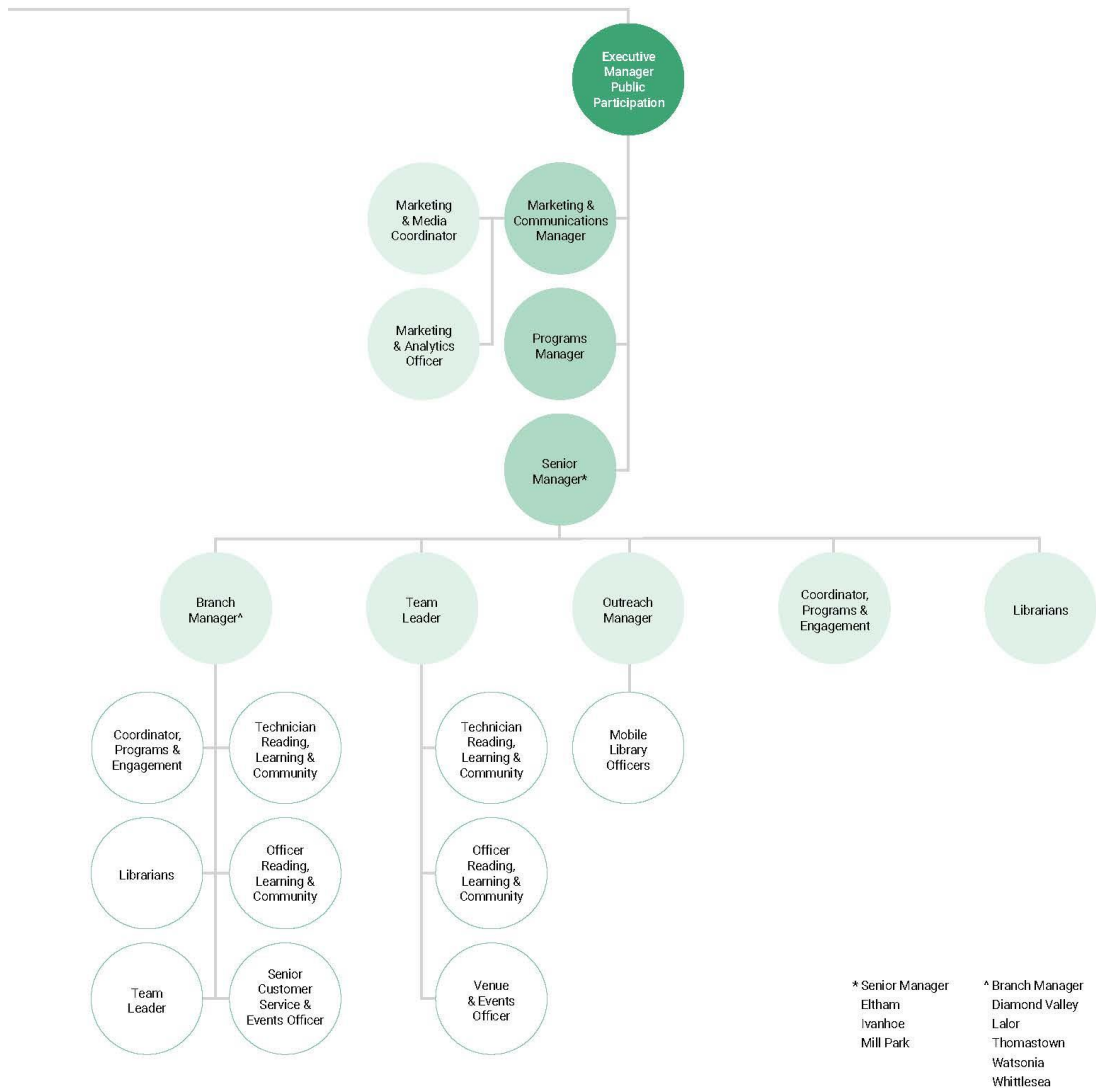 Executive
Manager
Public
Participation
Marketing
& Media
Coordinator
Marketing &
Communications
Manager
Marketing
& Analytics
Officer
Programs
Manager
Senior
Manager*
Branch
Manager^
Team
Leader
Outreach
Manager
Coordinator,
Programs &
Engagement
Librarians
Coordinator,
Programs &
Engagement
Technician
Reading,
Learning &
Community
Technician
Reading,
Learning &
Community
Mobile
Library
Officers
Librarians
Officer
Reading,
Learning &
Community
Officer
Reading,
Learning &
Community
Team
Leader
Senior
Customer
Service &
Events Officer
Venue
& Events
Officer
* Senior Manager
Eltham
Ivanhoe
Mill Park
^ Branch Manager
Diamond Valley
Lalor
Thomastown
Watsonia
Whittlesea